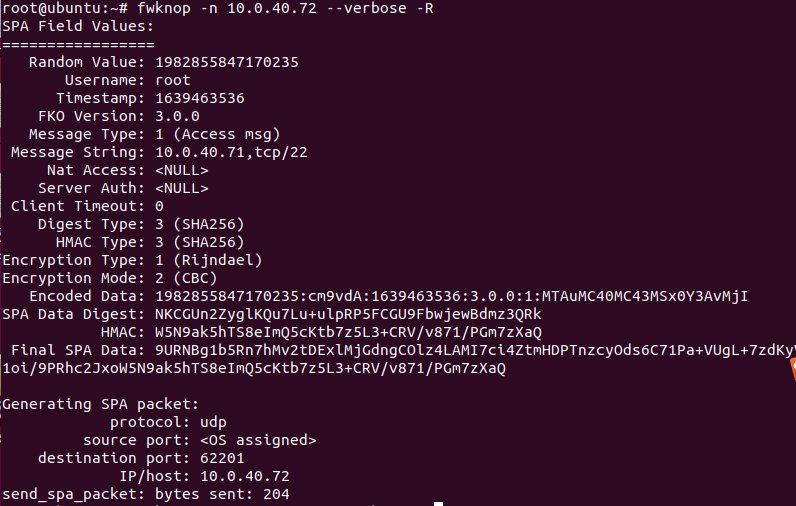 root@ubuntu:~# fwknop -n 10.0.40.72 --verbose -R
SPA Field Values:
=================
Random Value: 1982855847170235
Username: root
Timestamp: 1639463536
FKO Version: 3.0.0
Message Type: 1 (Access msg)
Message String: 10.0.40.71,tcp/22
Nat Access: <NULL>
Server Auth: <NULL>
Client Timeout: 0
Digest Type: 3 (SHA256)
HMAC Type: 3 (SHA256)
Encryption Type: 1 (Rijndael)
Encryption Mode: 2 (CBC)
Encoded Data: 1982855847170235:cm9vdA:1639463536:3.0.0:1:MTAuMC40MC43MSx0Y3AvMjI
SPA Data Digest: NKCGUn2ZyglKQu7Lu+ulpRP5FCGU9FbwjewBdmz3QRk
HMAC: W5N9ak5hTS8eImQ5cKtb7z5L3+CRV/v871/PGm7zXaQ
Final SPA Data: 9URNBg1b5Rn7hMv2tDExlMjGdngCOlz4LAMI7ci4ZtmHDPTnzcyOds6C71Pa+VUgL+7zdKy
1oi/9PRhc2JxoW5N9ak5hTS8eImQ5cKtb7z5L3+CRV/v871/PGm7zXaQ
Generating SPA packet:
protocol: udp
source port: <OS assigned>
destination port: 62201
IP/host: 10.0.40.72
send_spa_packet: bytes sent: 204